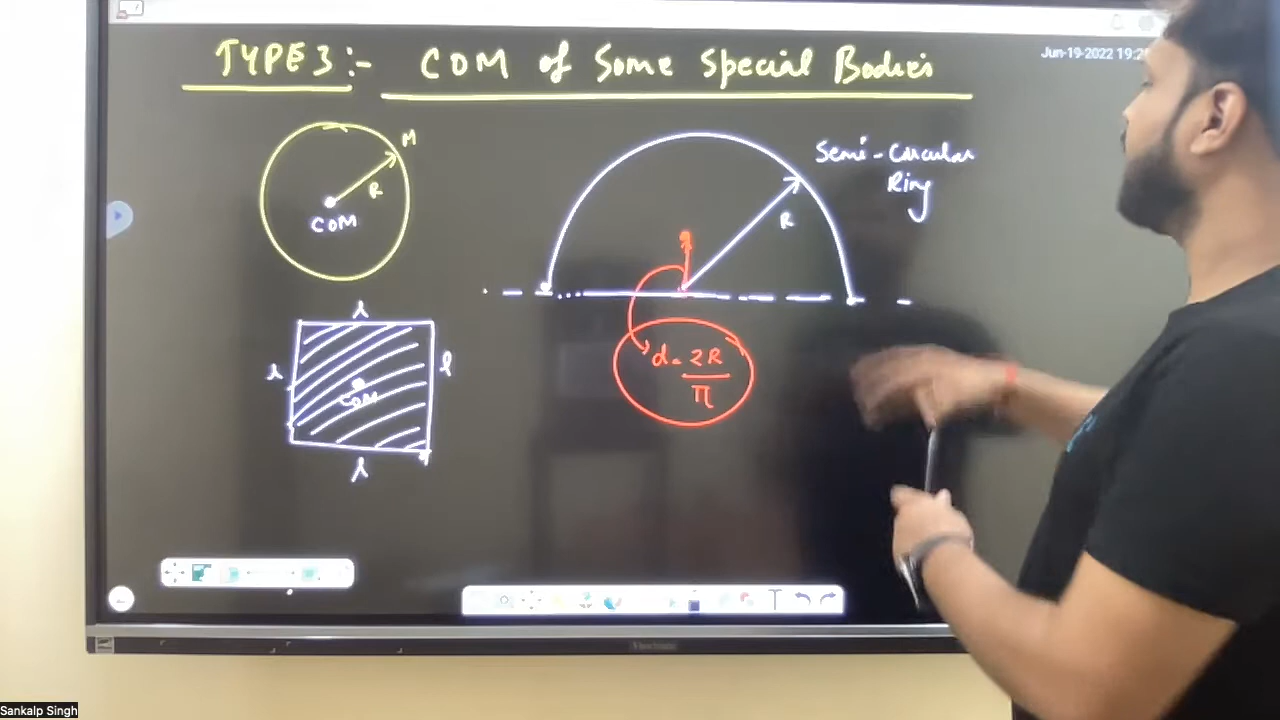 TYPE 3:- COM of Some Special Bodies
Jun-19-2022 19:2
M
R
COM
Semi-Circular
Ring
R
l
l
l
COM
l
d = 2R
π
T
ViewSonic
Sankalp Singh